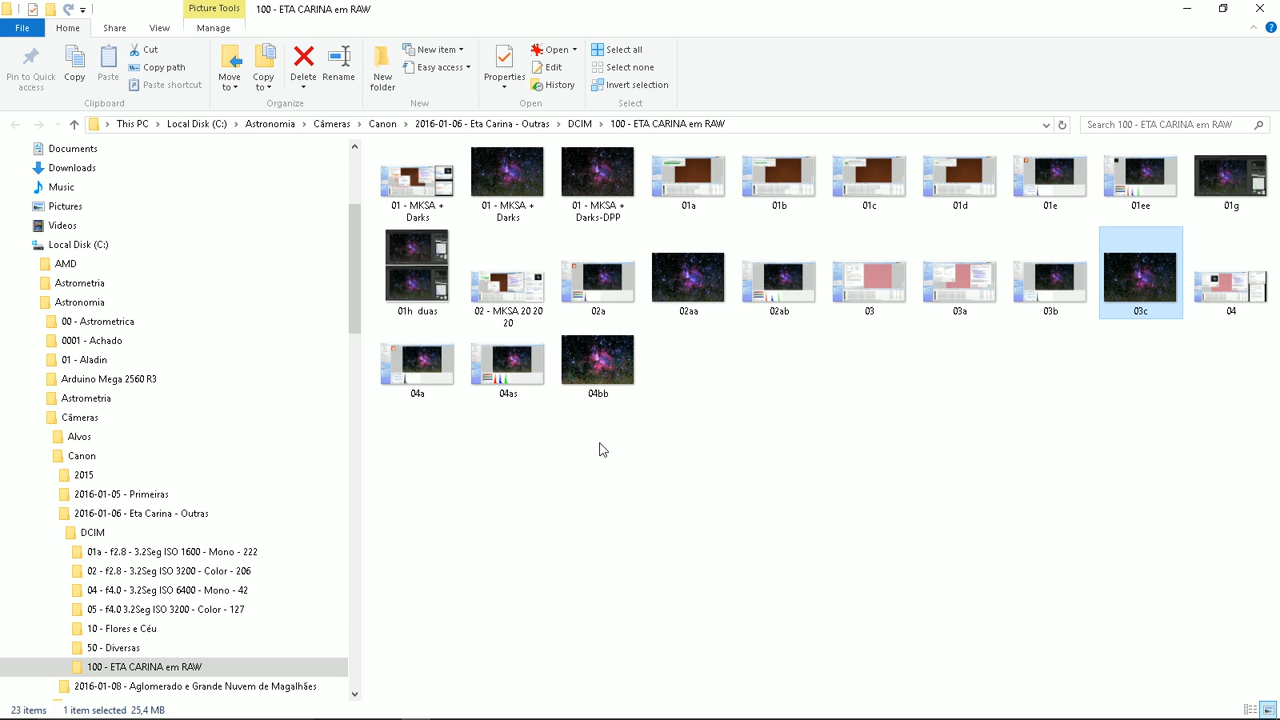 Picture Tools
100 - ETA CARINA em RAW
File
Home
Share
View
Manage
Pin to Quick access
Copy
Paste
Cut
Copy path
Paste shortcut
Clipboard
Move to
Copy to
Delete
Rename
Organize
New folder
New item
Easy access
New
Properties
Open
Edit
History
Open
Select all
Select none
Invert selection
Select
This PC > Local Disk (C:) > Astronomia > Câmeras > Canon > 2016-01-06 - Eta Carina - Outras > DCIM > 100 - ETA CARINA em RAW
Search 100 - ETA CARINA em RAW
Documents
Downloads
Music
Pictures
Videos
Local Disk (C:)
AMD
Astrometria
Astronomia
00 - Astrometrica
0001 - Achado
01 - Aladin
Arduino Mega 2560 R3
Astrometria
Câmeras
Alvos
Canon
2015
2016-01-05 - Primeiras
2016-01-06 - Eta Carina - Outras
DCIM
01a - f2.8 - 3.2Seg ISO 1600 - Mono - 222
02 - f2.8 - 3.2Seg ISO 3200 - Color - 206
04 - f4.0 - 3.2Seg ISO 6400 - Mono - 42
05 - f4.0 3.2Seg ISO 3200 - Color - 127
10 - Flores e Céu
50 - Diversas
100 - ETA CARINA em RAW
2016-01-08 - Aglomerado e Grande Nuvem de Magalhães
01 - MKSA + Darks
01 - MKSA + Darks
01 - MKSA + Darks-DPP
01a
01b
01c
01d
01e
01ee
01g
01h duas
02 - MKSA 20 20 20
02a
02aa
02ab
03
03a
03b
03c
04
04a
04as
04bb
23 items
1 item selected 25,4 MB